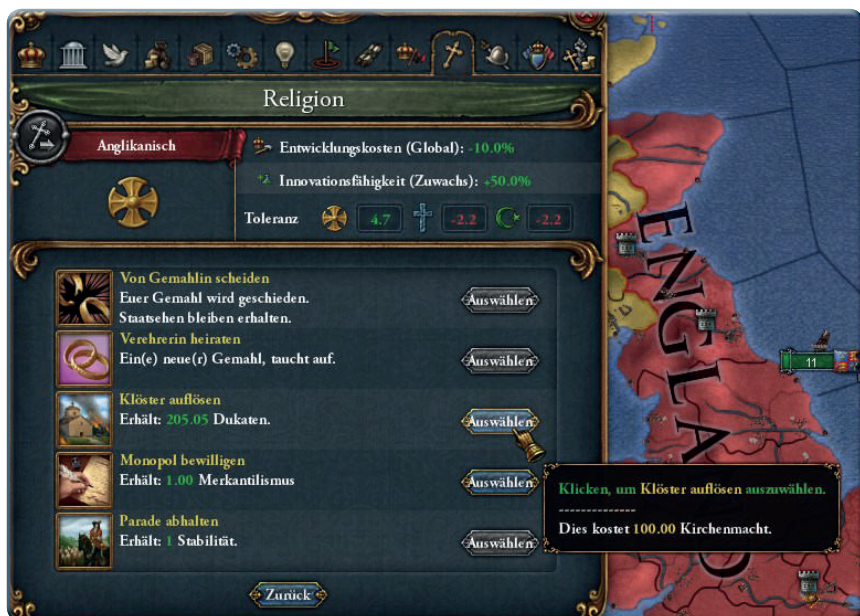 Religion
Anglikanisch
Entwicklungskosten (Global): -10.0%
Innovationsfähigkeit (Zuwachs): +50.0%
Toleranz 4.7 -2.2 -2.2
Von Gemahlin scheiden
Euer Gemahl wird geschieden.
Staatsehen bleiben erhalten.
Auswählen
Verehrerin heiraten
Ein(e) neue(r) Gemahl, taucht auf.
Auswählen
Klöster auflösen
Erhält: 205.05 Dukaten.
Auswählen
Monopol bewilligen
Erhält: 1.00 Merkantilismus
Auswählen
Parade abhalten
Erhält: 1 Stabilität.
Auswählen
Zurück
Klicken, um Klöster auflösen auszuwählen.
--------------
Dies kostet 100.00 Kirchenmacht.
11